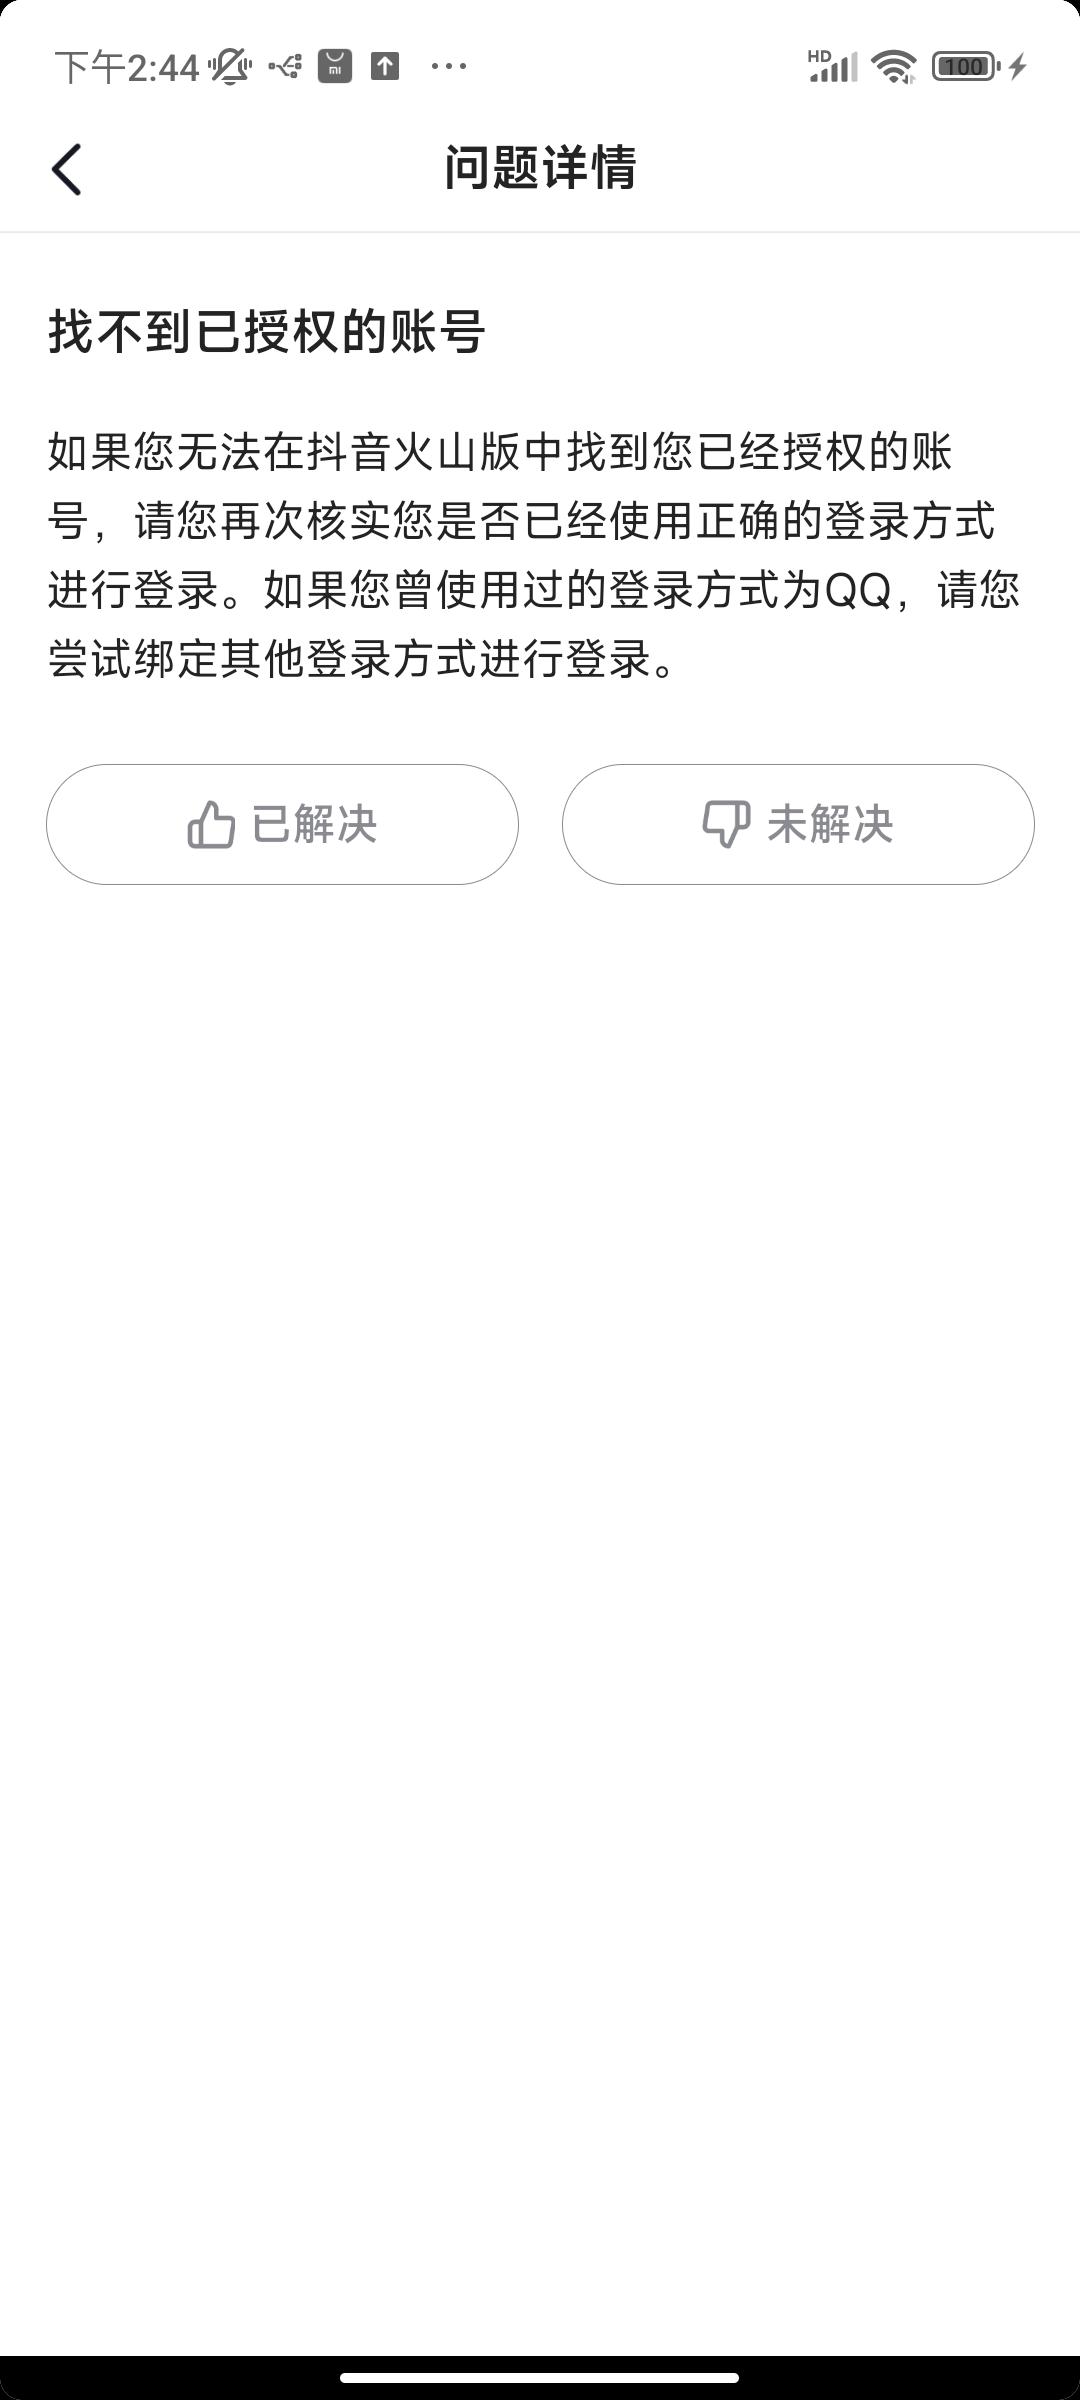 下午2:44
HD
100
问题详情
找不到已授权的账号
如果您无法在抖音火山版中找到您已经授权的账
号，请您再次核实您是否已经使用正确的登录方式
进行登录。如果您曾使用过的登录方式为QQ，请您
尝试绑定其他登录方式进行登录。
已解决
未解决